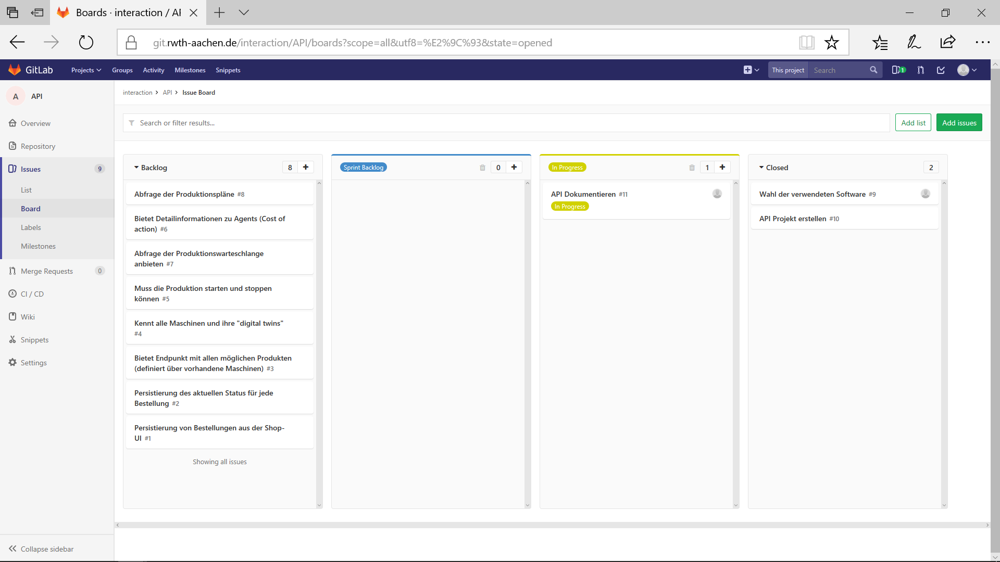 Boards · interaction / AP
git.rwth-aachen.de/interaction/API/boards?scope=all&utf8=%E2%9C%93&state=opened
GitLab Projects Groups Activity Milestones Snippets This project Search 1
A API
interaction > API > Issue Board
Overview
Repository
Issues 9
List
Board
Labels
Milestones
Merge Requests 0
CI / CD
Wiki
Snippets
Settings
Collapse sidebar
Search or filter results... Add list Add issues
Backlog 8
Abfrage der Produktionspläne #8
Bietet Detailinformationen zu Agents (Cost of
action) #6
Abfrage der Produktionswarteschlange
anbieten #7
Muss die Produktion starten und stoppen
können #5
Kennt alle Maschinen und ihre "digital twins"
#4
Bietet Endpunkt mit allen möglichen Produkten
(definiert über vorhandene Maschinen) #3
Persistierung des aktuellen Status für jede
Bestellung #2
Persistierung von Bestellungen aus der Shop-
UI #1
Showing all issues
Sprint Backlog 0
In Progress 1
API Dokumentieren #11
In Progress
Closed 2
Wahl der verwendeten Software #9
API Projekt erstellen #10